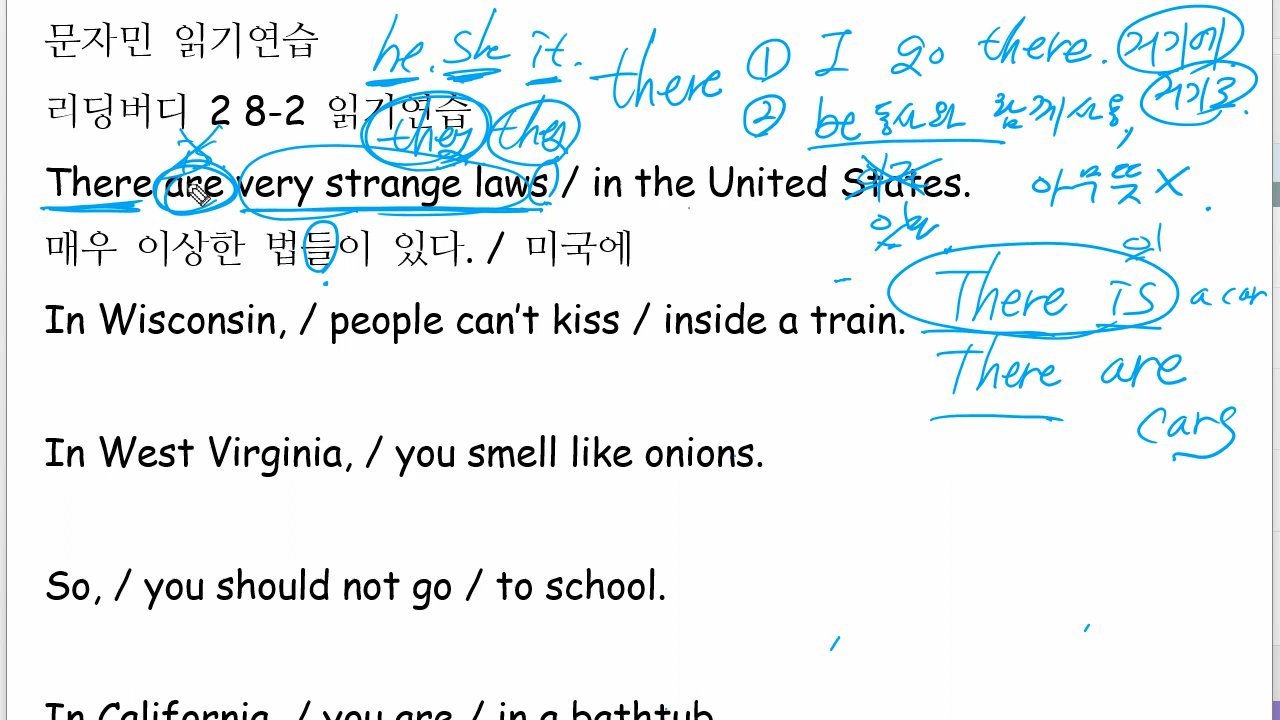 문자민 읽기연습
he. she it. there ① I go there. 거기에
리딩버디 2 8-2 읽기연습
they they ② be동사와 함께사용, 거기로.
There are very strange laws / in the United States.
아무뜻 X.
매우 이상한 법들이 있다. / 미국에
There is a car
In Wisconsin, / people can't kiss / inside a train.
There are
cars
In West Virginia, / you smell like onions.
So, / you should not go / to school.
In California, / you are / in a bathtub